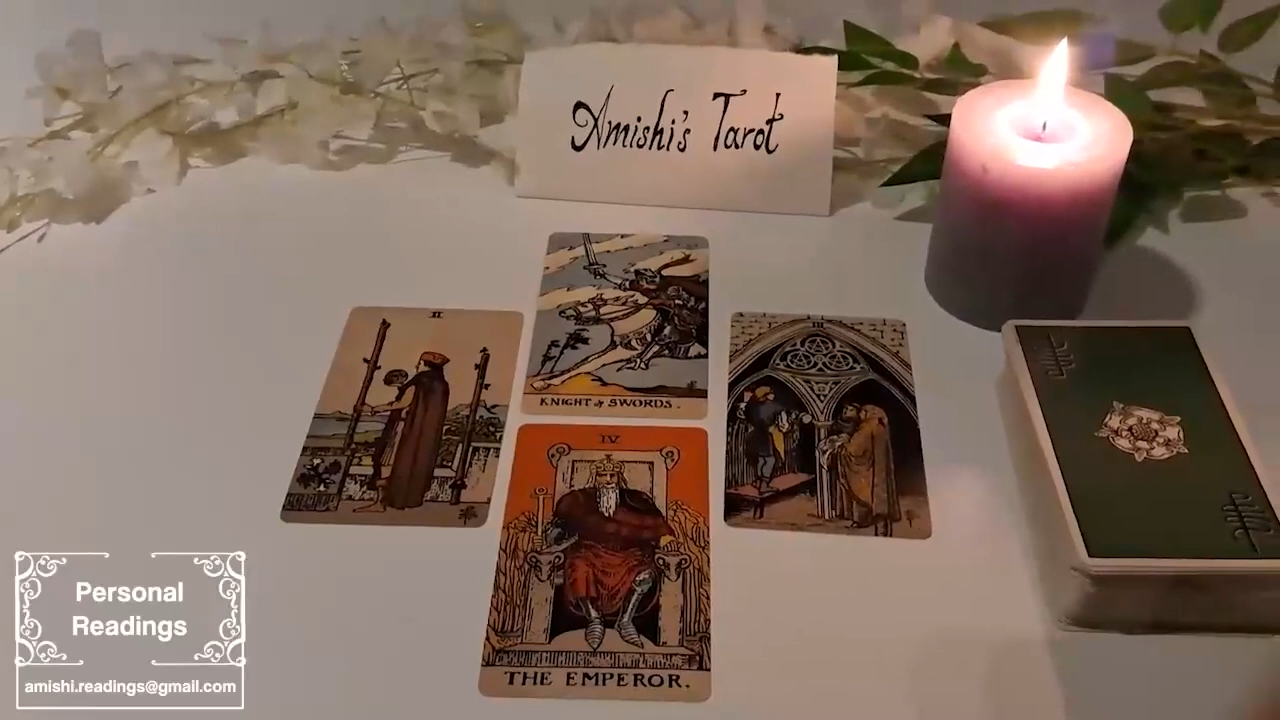 Amishi's Tarot
KNIGHT of SWORDS.
II
III
IV
THE EMPEROR.
Personal
Readings
amishi.readings@gmail.com